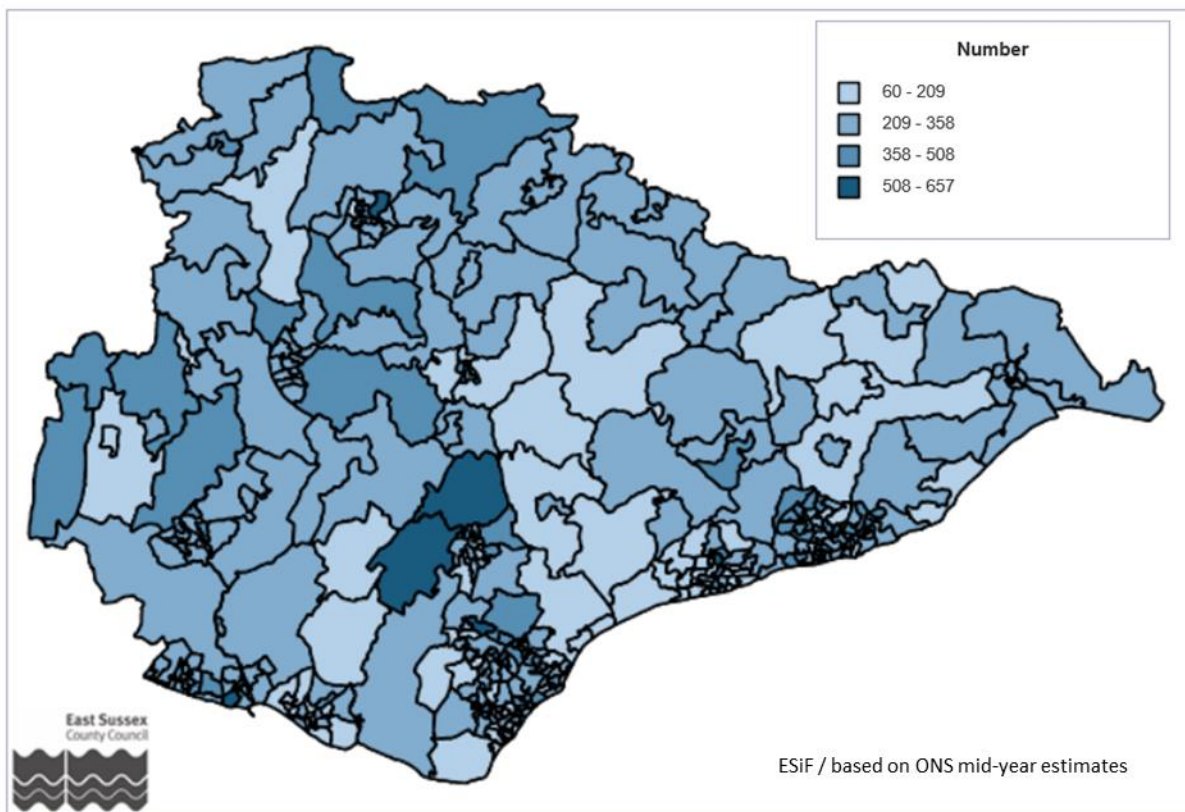 Number
60 - 209
209 - 358
358 - 508
508 - 657
East Sussex
County Council
ESiF / based on ONS mid-year estimates